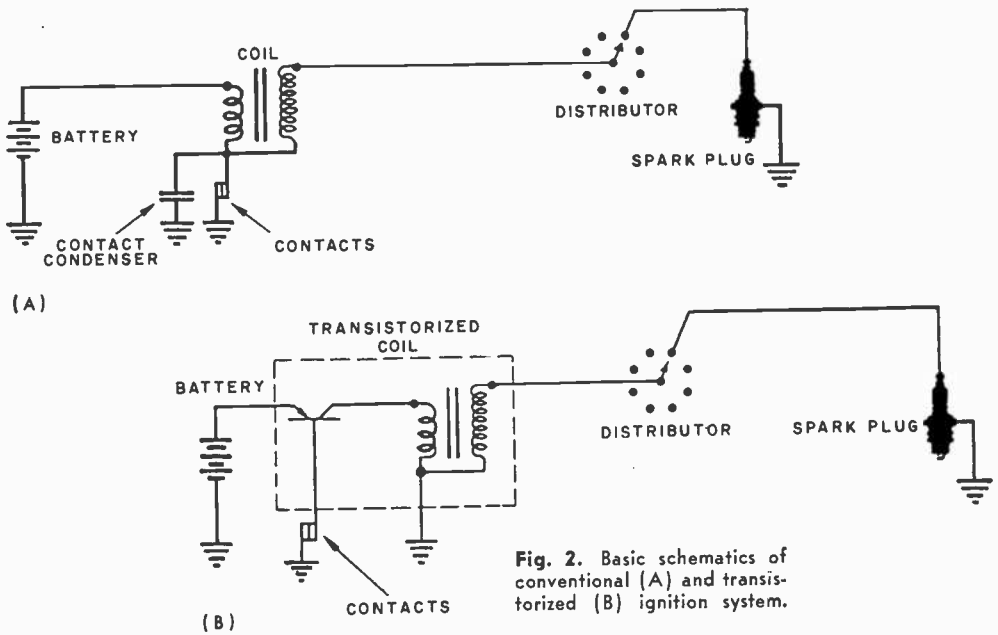 COIL
BATTERY
DISTRIBUTOR
SPARK PLUG
CONTACT
CONDENSER
CONTACTS
(A)
TRANSISTORIZED
COIL
BATTERY
DISTRIBUTOR
SPARK PLUG
CONTACTS
(B)
Fig. 2. Basic schematics of
conventional (A) and transis-
torized (B) ignition system.